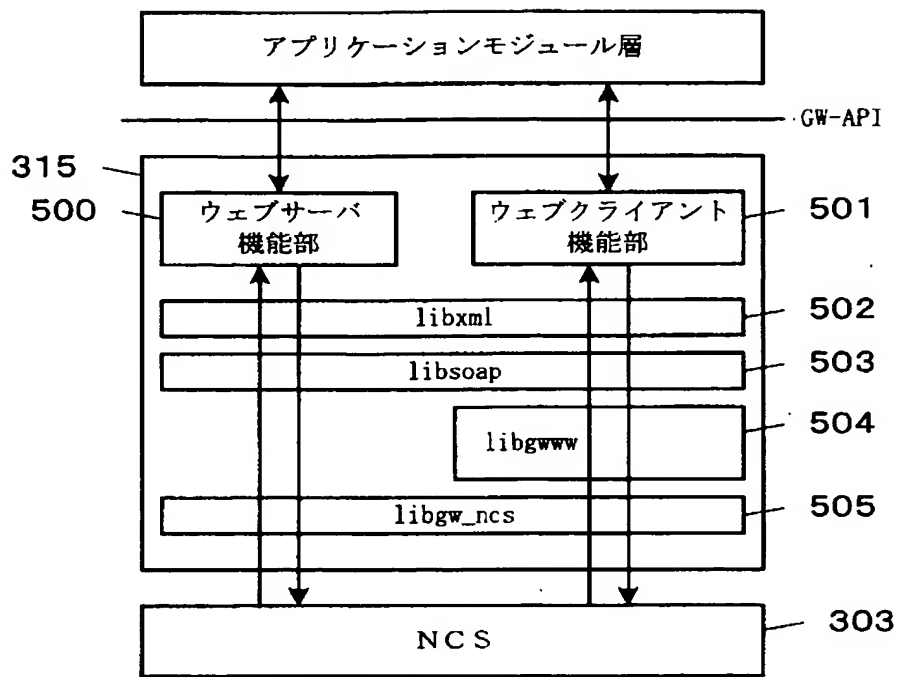 アプリケーションモジュール層
GW-API
315
500
ウェブサーバ
機能部
ウェブクライアント
機能部
501
libxml
502
libsoap
503
libgwww
504
libgw_ncs
505
NCS
303